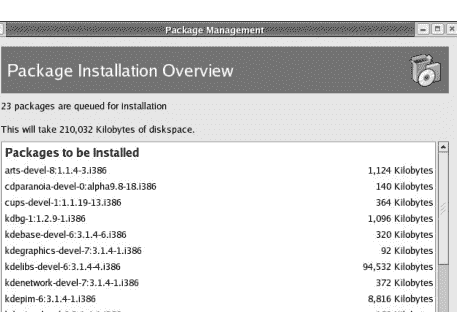 Package Management
Package Installation Overview
23 packages are queued for installation
This will take 210,032 Kilobytes of diskspace.
Packages to be Installed
arts-devel-8:1.1.4-3.i386 1,124 Kilobytes
cdparanoia-devel-0:alpha9.8-18.i386 140 Kilobytes
cups-devel-1:1.1.19-13.i386 364 Kilobytes
kdbg-1:1.2.9-1.i386 1,096 Kilobytes
kdebase-devel-6:3.1.4-6.i386 320 Kilobytes
kdegraphics-devel-7:3.1.4-1.i386 92 Kilobytes
kdelibs-devel-6:3.1.4-4.i386 94,532 Kilobytes
kdenetwork-devel-7:3.1.4-1.i386 372 Kilobytes
kdepim-6:3.1.4-1.i386 8,816 Kilobytes